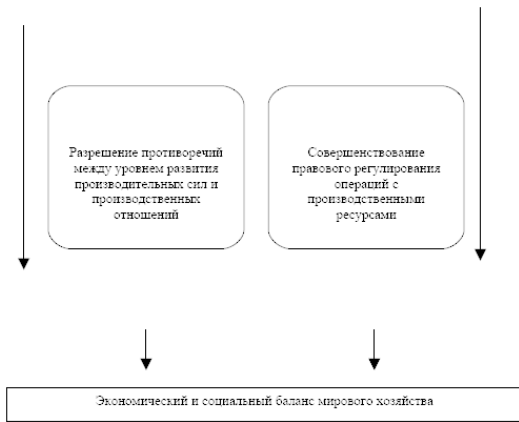 Разрешение противоречий
между уровнем развития
производительных сил и
производственных
отношений
Совершенствование
правового регулирования
операций с
производственными
ресурсами
Экономический и социальный баланс мирового хозяйства